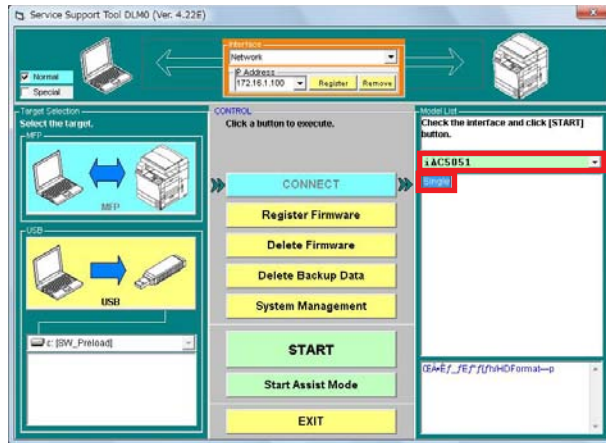 Service Support Tool DLM0 (Ver. 4.22E)
Normal
Special
Interface
Network
IP Address
172.16.1.100
Register
Remove
Target Selection
Select the target.
MFP
MFP
USB
USB
c: [SW_Preload]
CONTROL
Click a button to execute.
CONNECT
Register Firmware
Delete Firmware
Delete Backup Data
System Management
START
Start Assist Mode
EXIT
Model List
Check the interface and click [START]
button.
iAC5051
Single